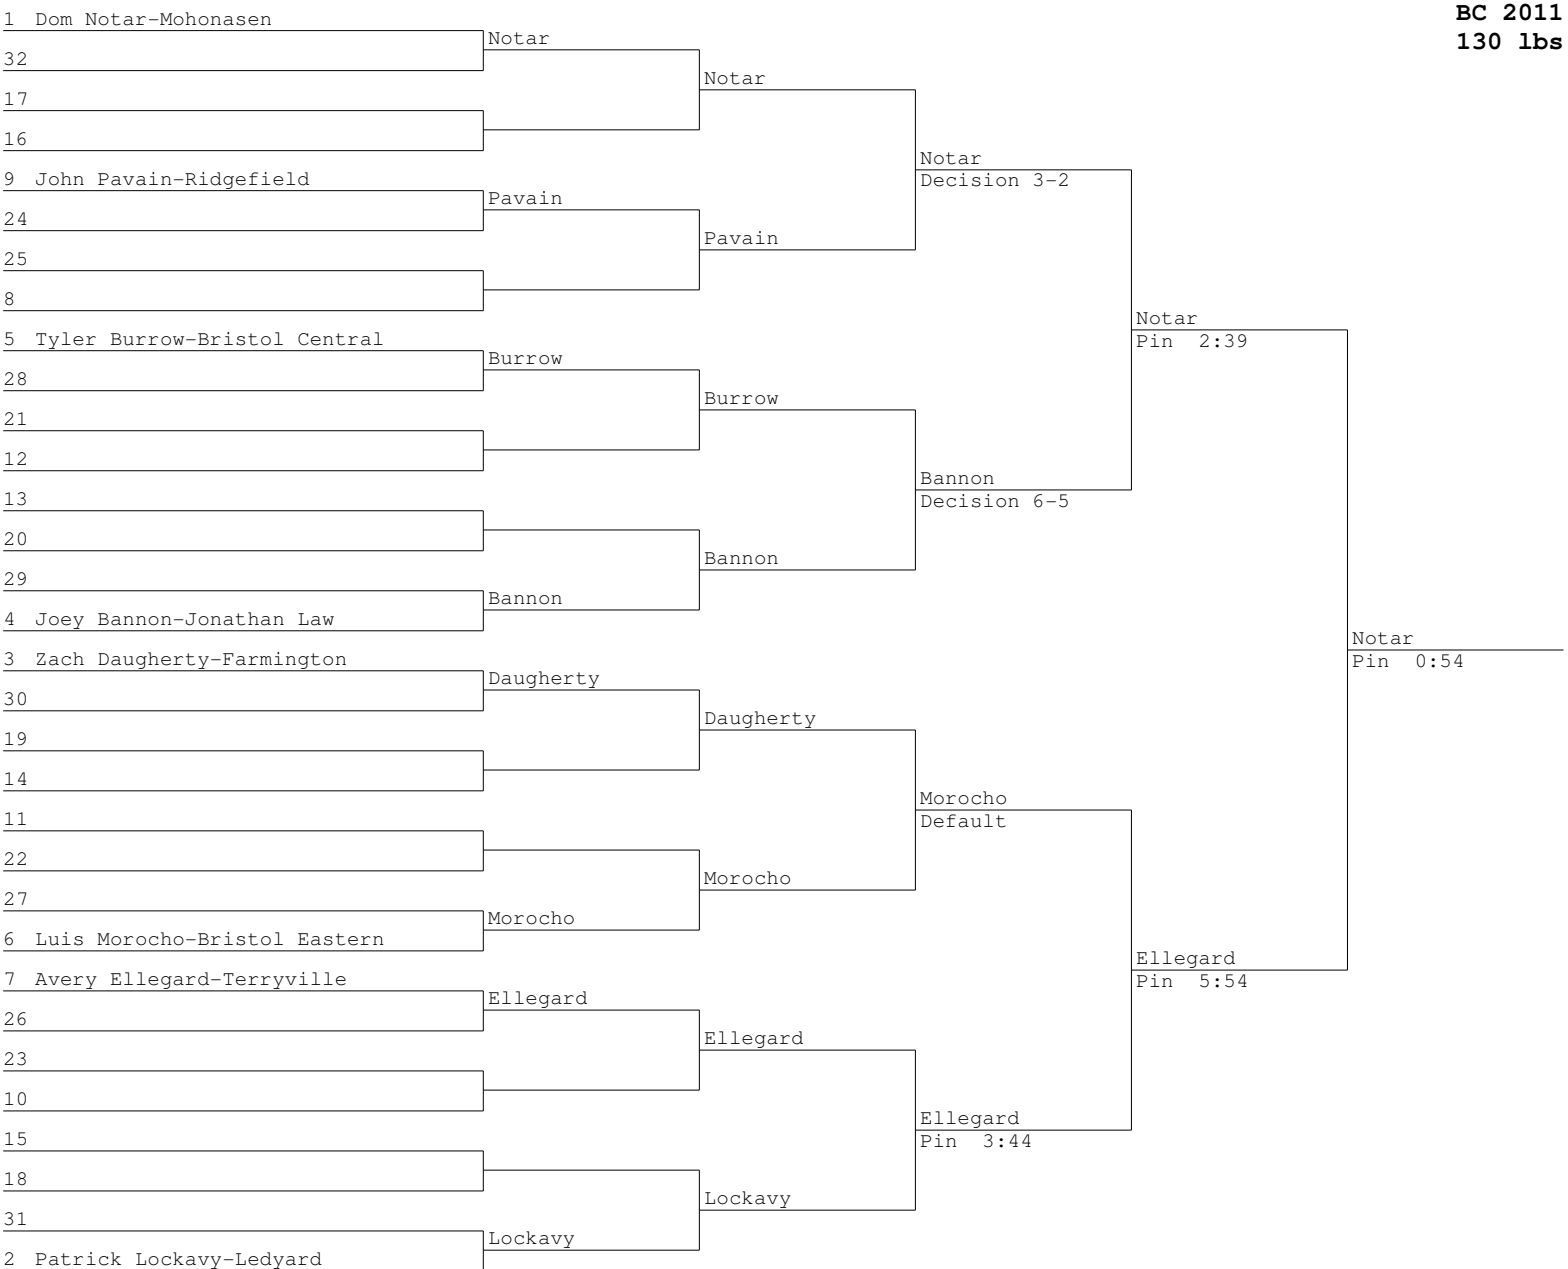 BC 2011
130 lbs
1 Dom Notar-Mohonasen
Notar
32
Notar
17
16
Notar
Decision 3-2
9 John Pavain-Ridgefield
Pavain
24
Pavain
25
8
Notar
Pin 2:39
5 Tyler Burrow-Bristol Central
Burrow
28
Burrow
21
12
Bannon
Decision 6-5
13
20
Bannon
29
Bannon
4 Joey Bannon-Jonathan Law
Notar
Pin 0:54
3 Zach Daugherty-Farmington
Daugherty
30
Daugherty
19
14
Morocho
Default
11
22
Morocho
27
Morocho
6 Luis Morocho-Bristol Eastern
Ellegard
Pin 5:54
7 Avery Ellegard-Terryville
Ellegard
26
Ellegard
23
10
Ellegard
Pin 3:44
15
18
Lockavy
31
Lockavy
2 Patrick Lockavy-Ledyard